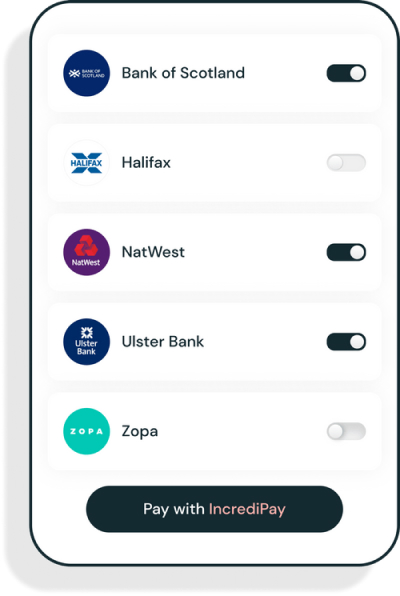 BANK OF
SCOTLAND
Bank of Scotland
HALIFAX
Halifax
NatWest
NatWest
Ulster
Bank
Ulster Bank
ZOPA
Zopa
Pay with IncrediPay